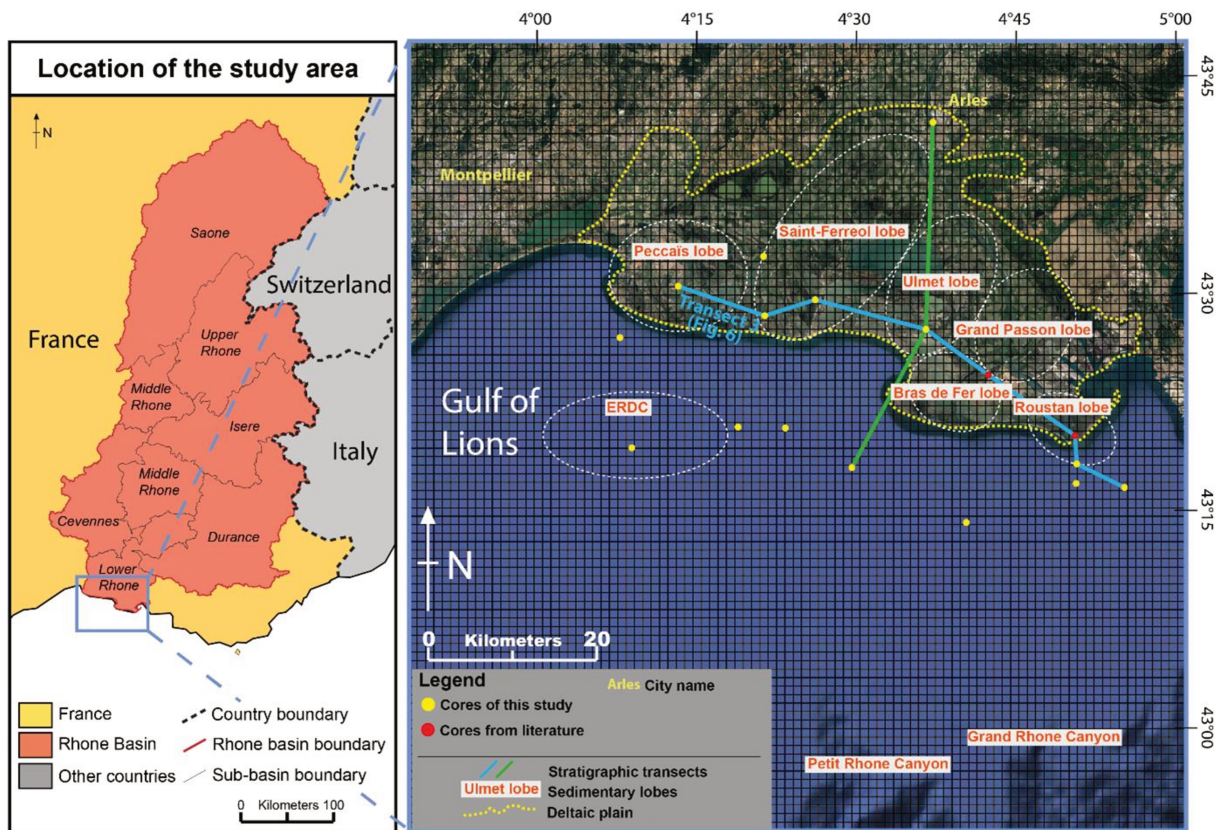 Location of the study area
N
Saone
Switzerland
France
Upper
Rhone
Middle
Rhone
Isere
Italy
Middle
Rhone
Cevennes
Durance
Lower
Rhone
France
Rhone Basin
Other countries
Country boundary
Rhone basin boundary
Sub-basin boundary
0 Kilometers 100
4°00 4°15 4°30 4°45 5°00
43°45
43°30
43°15
43°00
Arles
Montpellier
Saint-Ferreol lobe
Peccaïs lobe
Ulmet lobe
Transect 1
(Fig. 8)
Grand Passon lobe
Bras de Fer lobe
Roustan lobe
ERDC
Gulf of
Lions
N
0 Kilometers 20
Legend
Arles City name
Cores of this study
Cores from literature
Stratigraphic transects
Ulmet lobe Sedimentary lobes
Deltaic plain
Grand Rhone Canyon
Petit Rhone Canyon